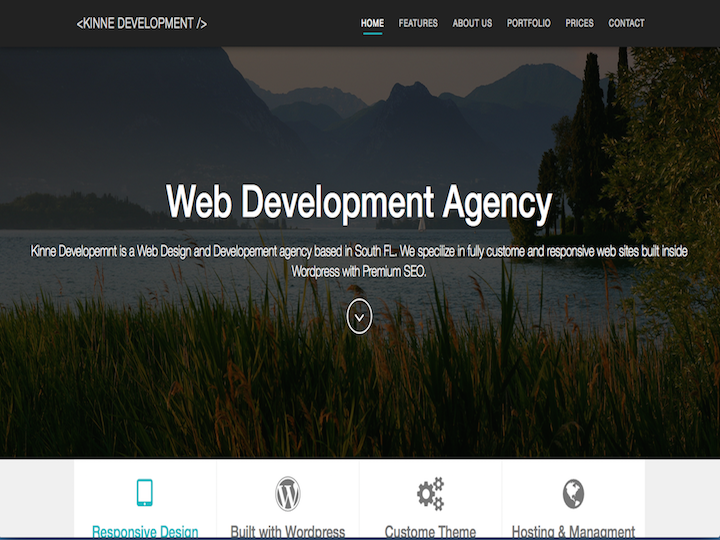 <KINNE DEVELOPMENT />
HOME FEATURES ABOUT US PORTFOLIO PRICES CONTACT
Web Development Agency
Kinne Developemnt is a Web Design and Developement agency based in South FL. We specilize in fully custome and responsive web sites built inside
Wordpress with Premium SEO.
Responsive Design
Built with Wordpress
Custome Theme
Hosting & Managment